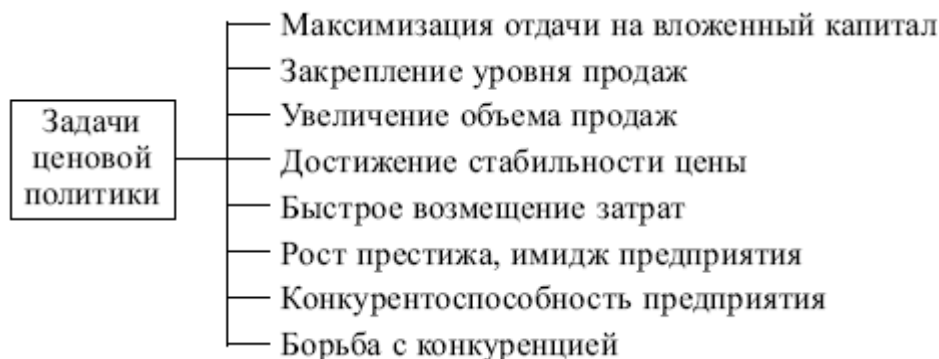 Задачи
ценовой
политики
Максимизация отдачи на вложенный капитал
Закрепление уровня продаж
Увеличение объема продаж
Достижение стабильности цены
Быстрое возмещение затрат
Рост престижа, имидж предприятия
Конкурентоспособность предприятия
Борьба с конкуренцией